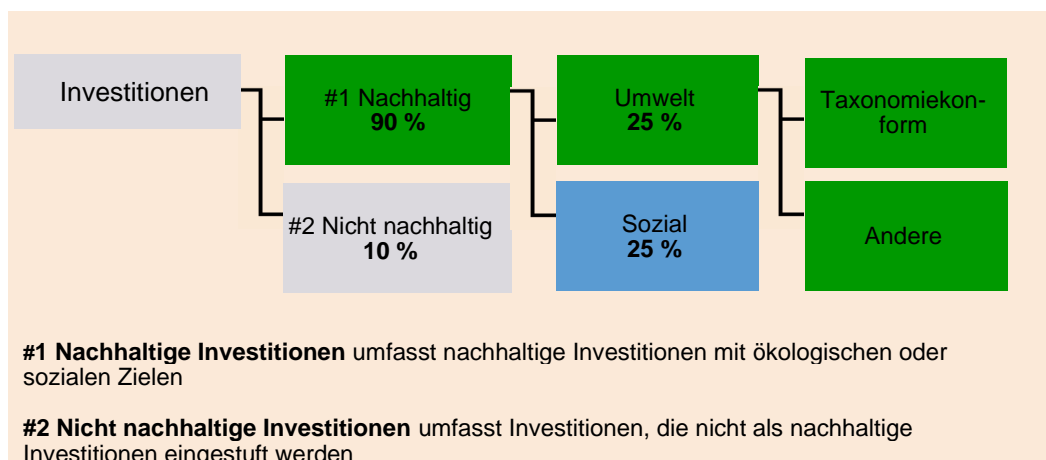 Investitionen
#1 Nachhaltig
90 %
Umwelt
25 %
Taxonomiekon-
form
#2 Nicht nachhaltig
10 %
Sozial
25 %
Andere
#1 Nachhaltige Investitionen umfasst nachhaltige Investitionen mit ökologischen oder
sozialen Zielen
#2 Nicht nachhaltige Investitionen umfasst Investitionen, die nicht als nachhaltige
Investitionen eingestuft werden